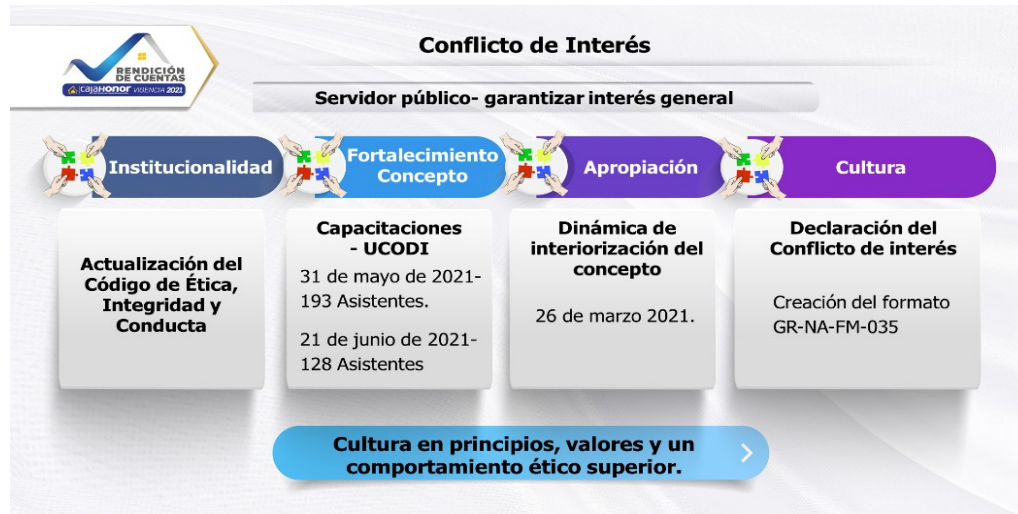 RENDICIÓN
DE CUENTAS
CajaHonor VIGENCIA 2021
Conflicto de Interés
Servidor público- garantizar interés general
Institucionalidad
Actualización del
Código de Ética,
Integridad y
Conducta
Fortalecimiento
Concepto
Capacitaciones
- UCODI
31 de mayo de 2021-
193 Asistentes.
21 de junio de 2021-
128 Asistentes
Apropiación
Dinámica de
interiorización del
concepto
26 de marzo 2021.
Cultura
Declaración del
Conflicto de interés
Creación del formato
GR-NA-FM-035
Cultura en principios, valores y un
comportamiento ético superior.